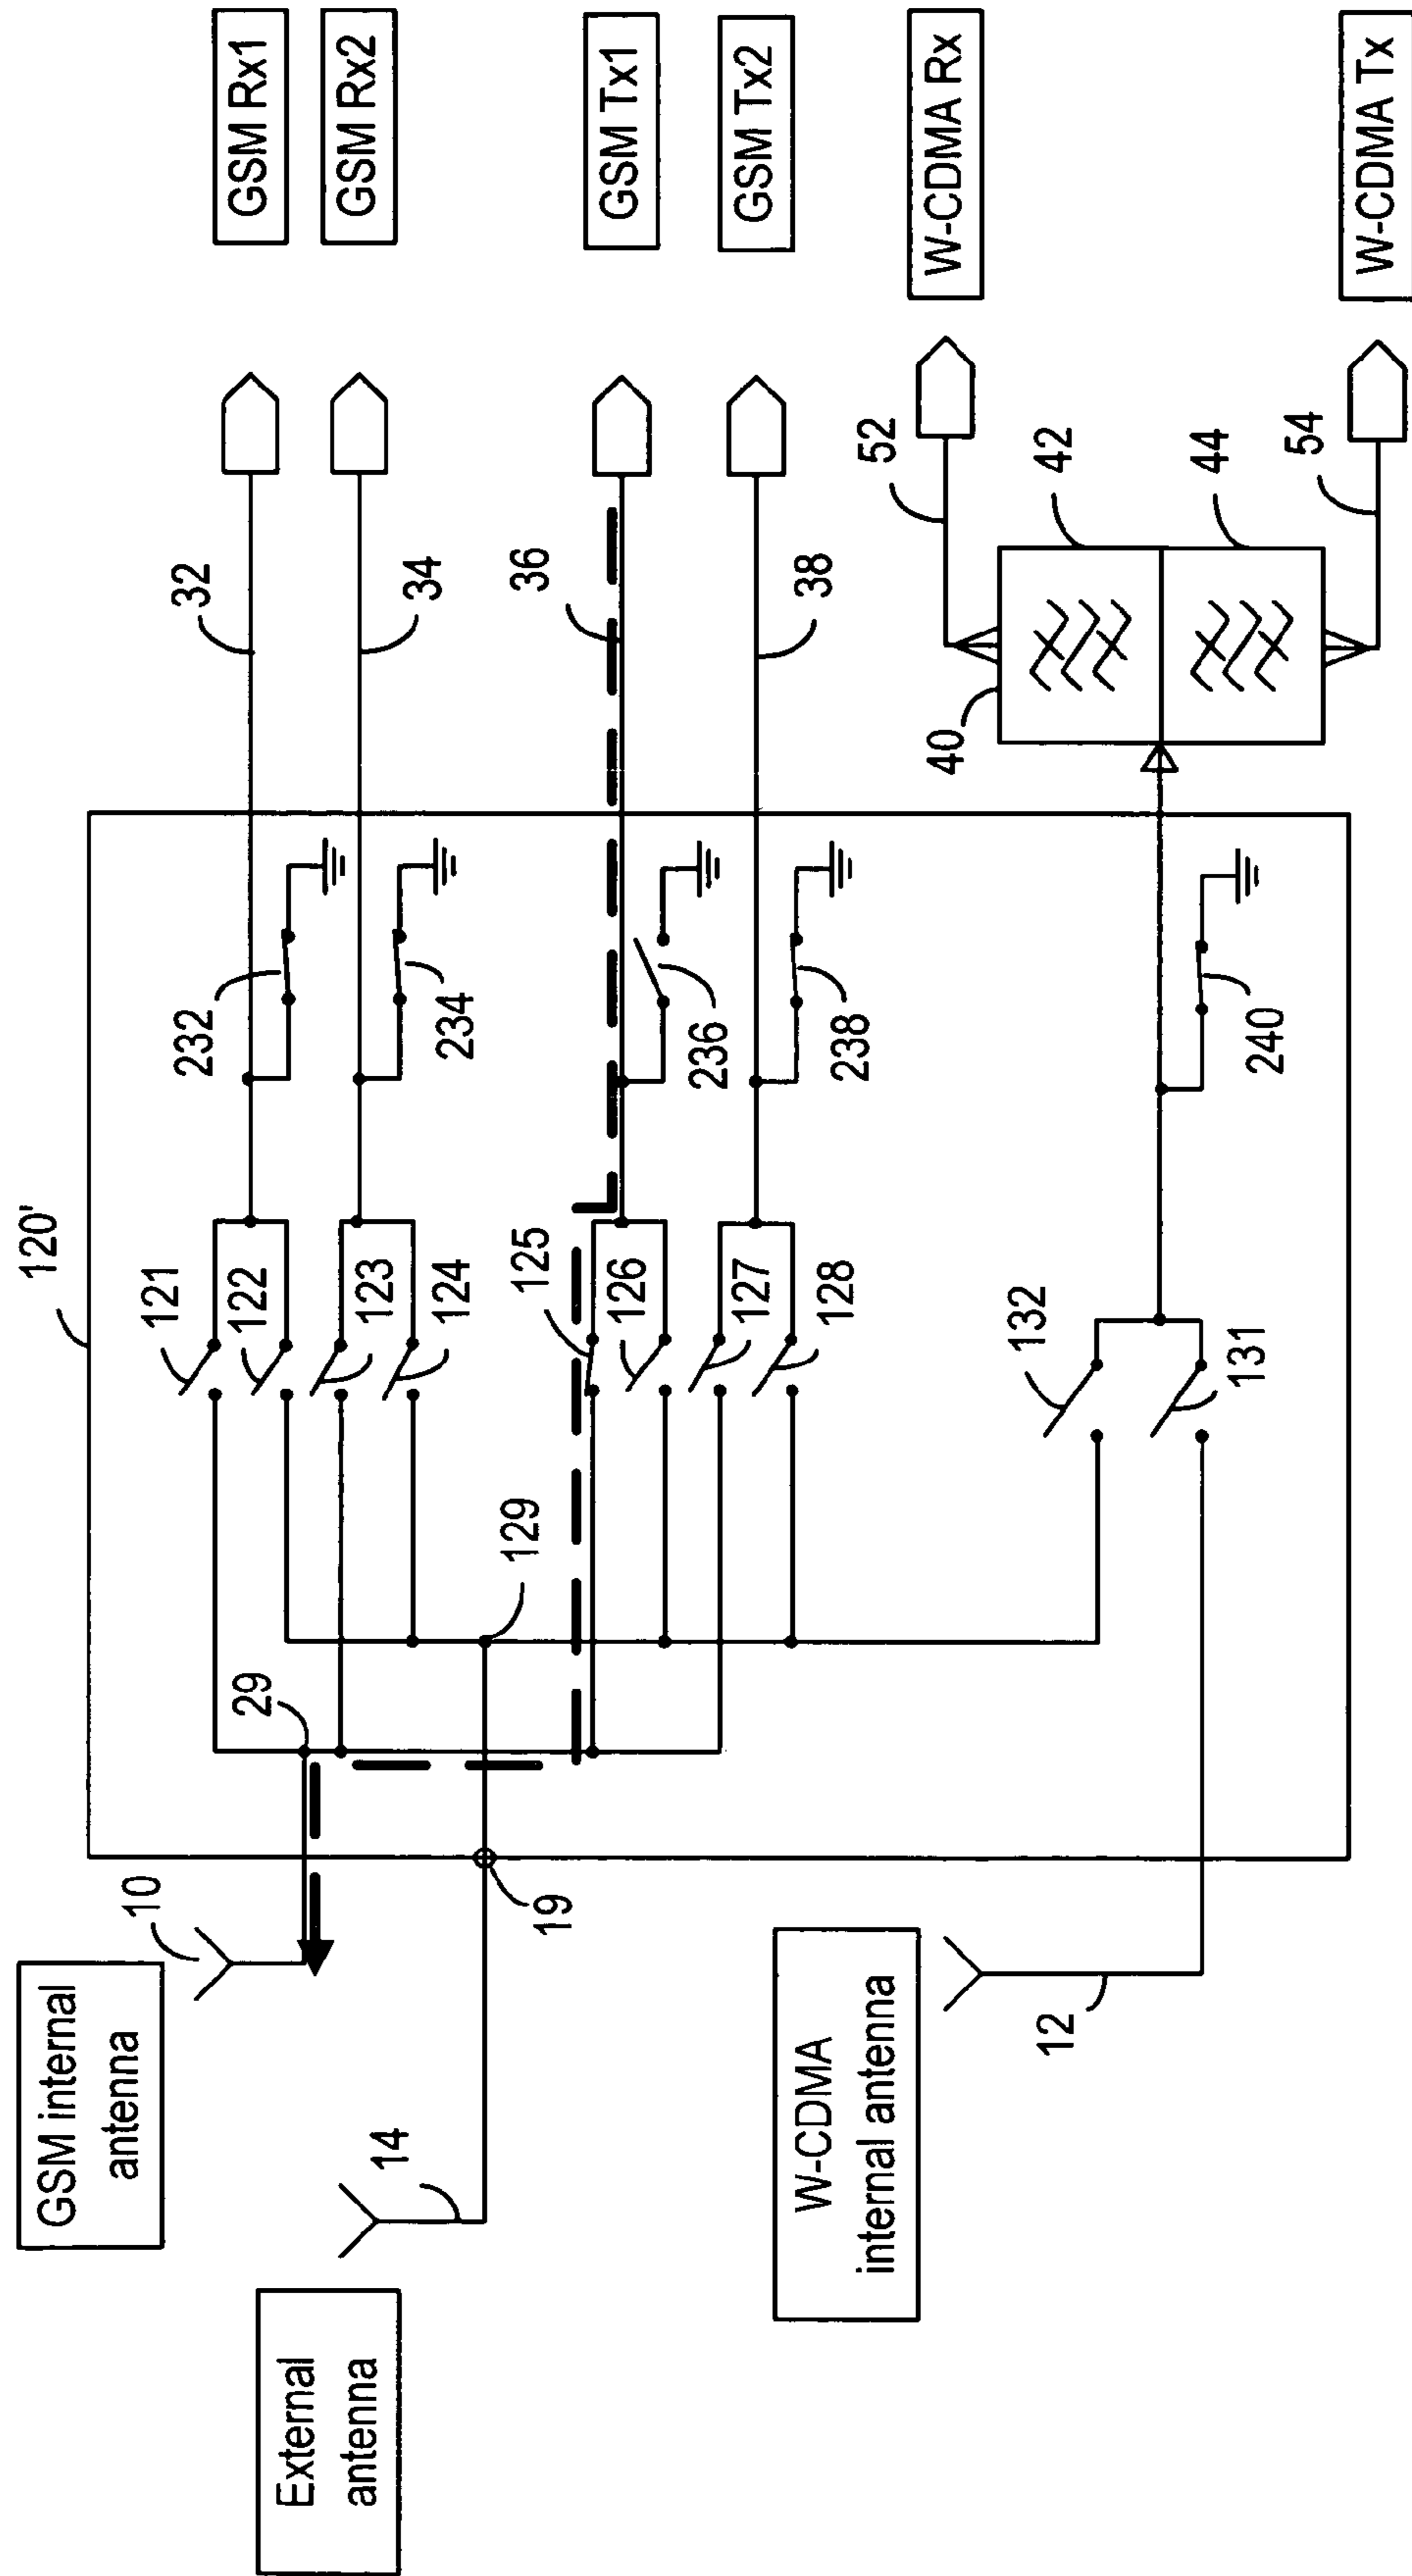 GSM Rx1
GSM Rx2
GSM Tx1
GSM Tx2
W-CDMA Rx
W-CDMA Tx
32
34
36
38
52
54
40
42
44
120'
232
234
236
238
240
121
122
123
124
125
126
127
128
132
131
29
129
10
19
14
12
GSM internal
antenna
External
antenna
W-CDMA
internal antenna